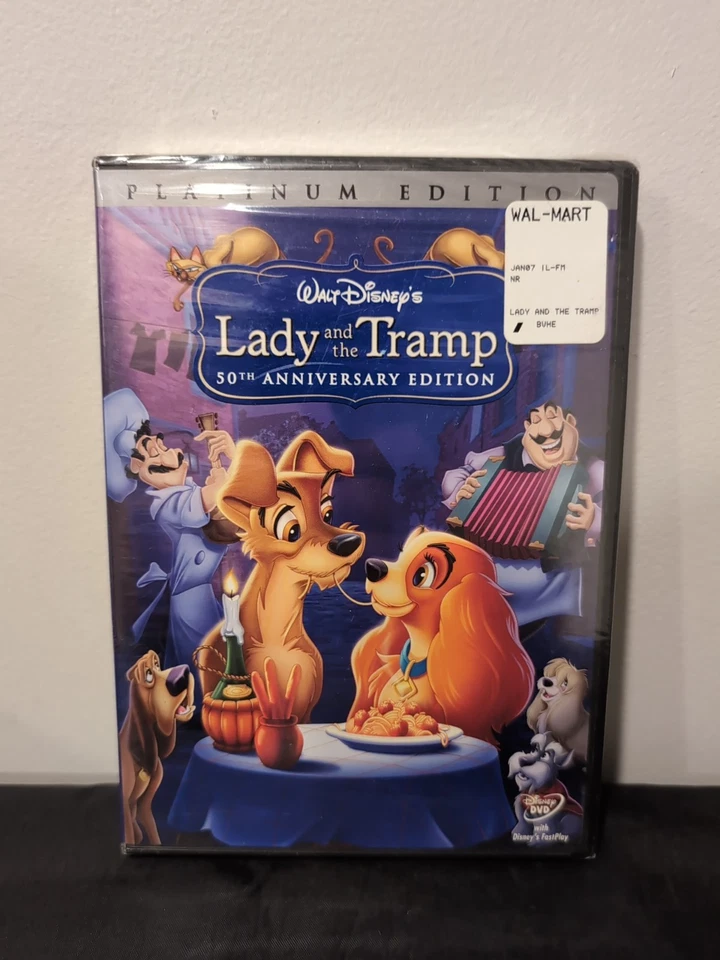 PLATINUM EDITION
WAL-MART
JAN07 IL-FM
NR
LADY AND THE TRAMP
BVHE
WALT DISNEY'S
Lady and the Tramp
50TH ANNIVERSARY EDITION
Disney
DVD
with
Disney's FastPlay